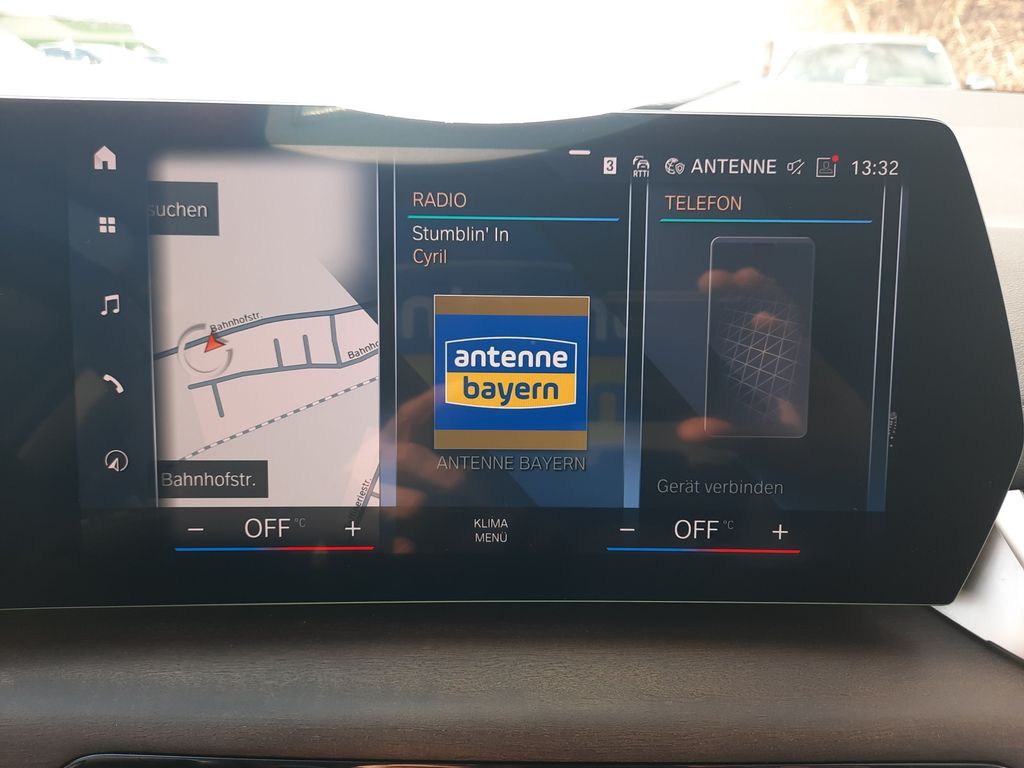 3
RTTI
ANTENNE
13:32
suchen
Bahnhofstr.
Bahnhofstr.
RADIO
Stumblin' In
Cyril
antenne
bayern
ANTENNE BAYERN
TELEFON
Gerät verbinden
− OFF °C +
KLIMA
MENÜ
− OFF °C +